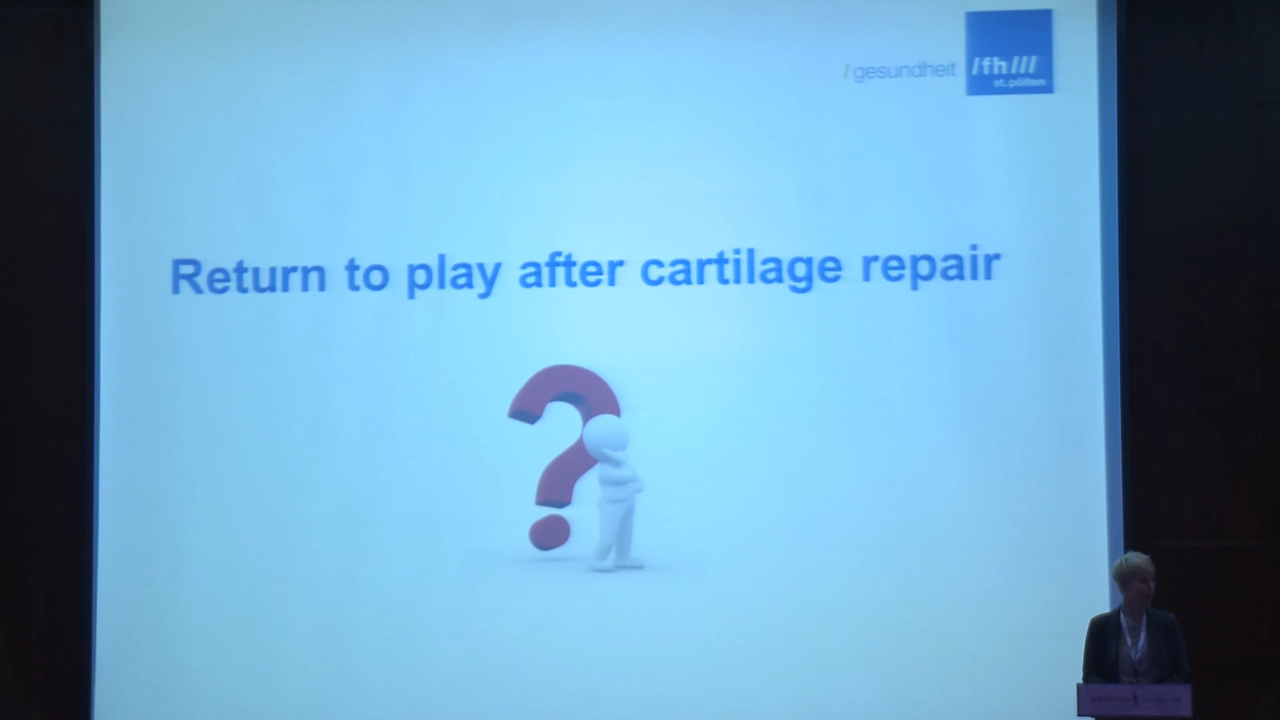 /gesundheit
/fh///
st.pölten
Return to play after cartilage repair
?